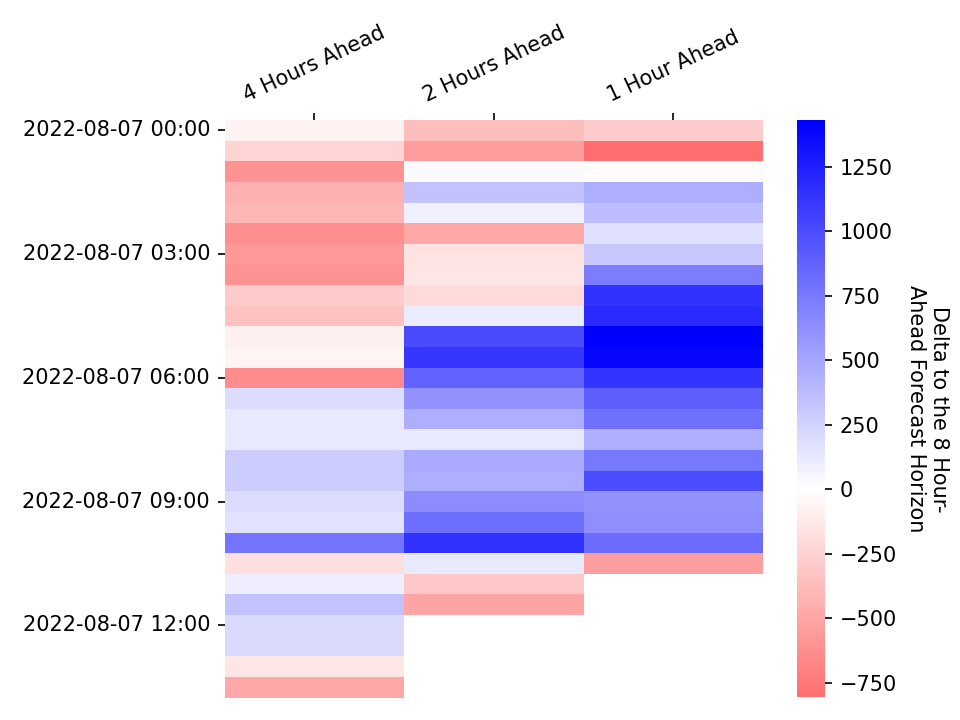 4 Hours Ahead
2 Hours Ahead
1 Hour Ahead
2022-08-07 00:00
2022-08-07 03:00
2022-08-07 06:00
2022-08-07 09:00
2022-08-07 12:00
1250
1000
750
500
250
0
−250
−500
−750
Delta to the 8 Hour-
Ahead Forecast Horizon